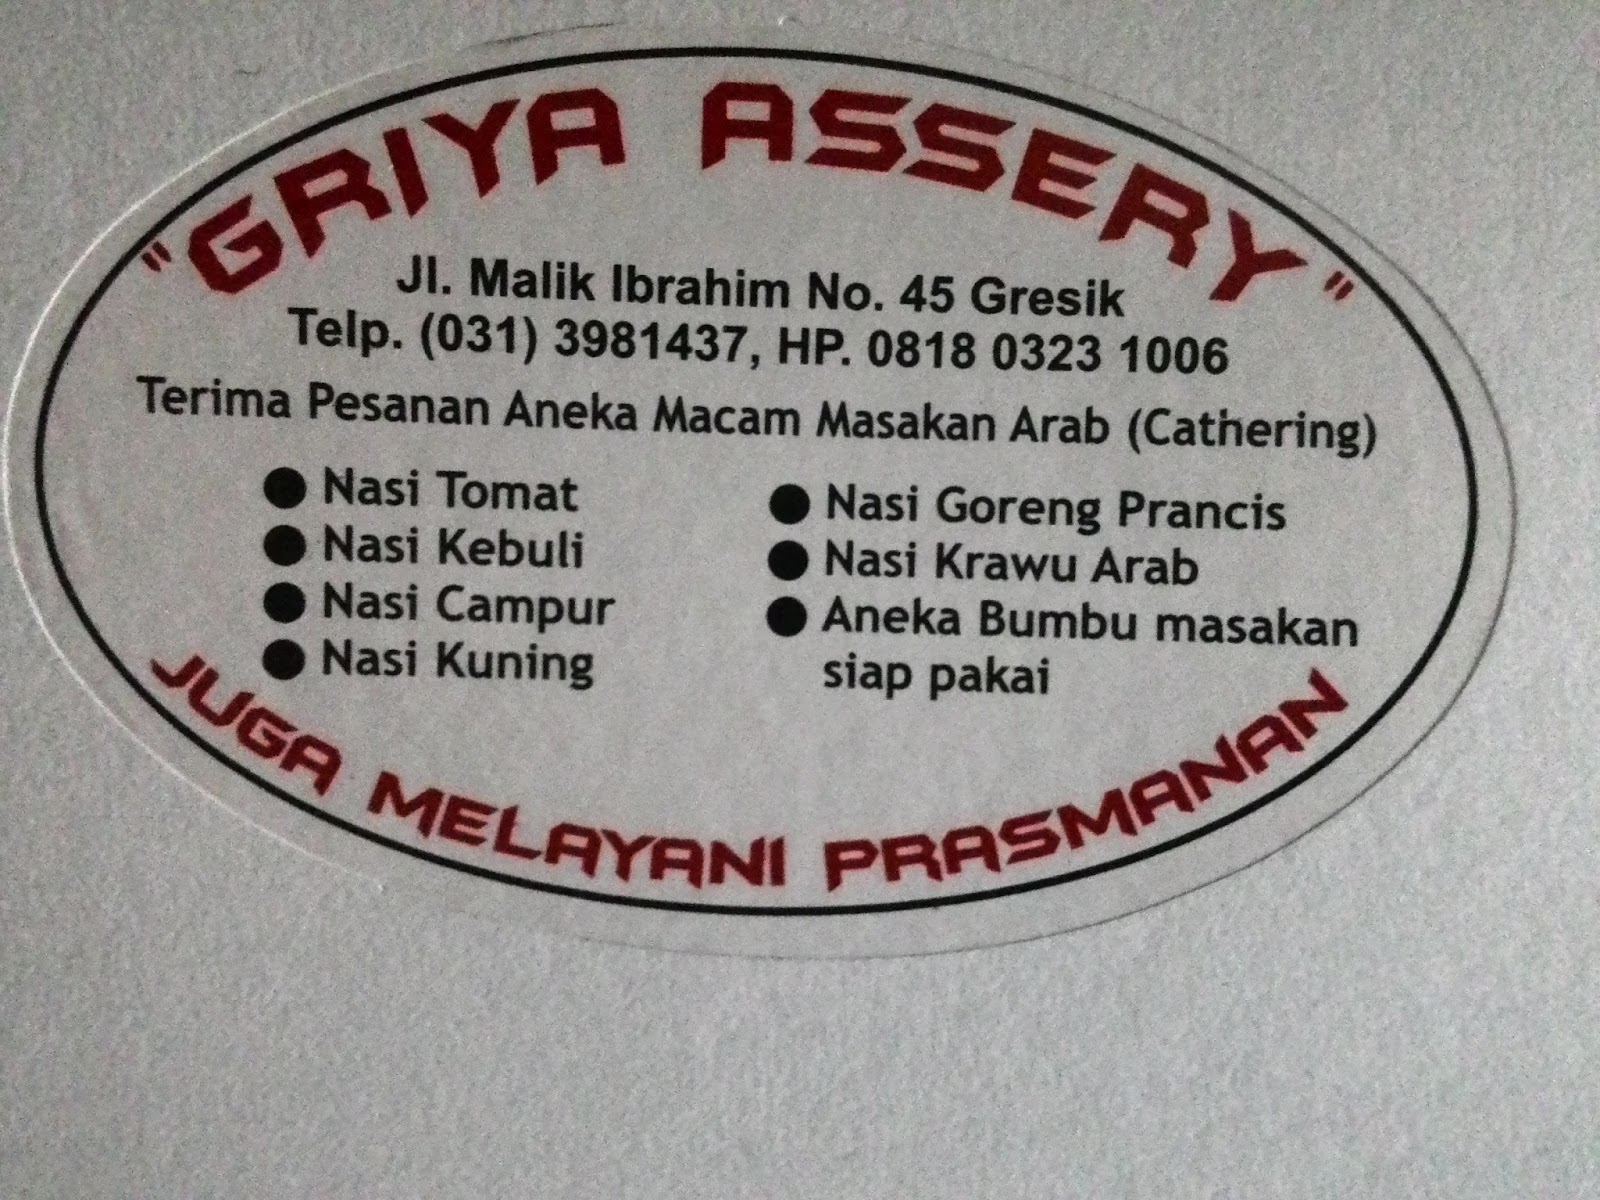 "GRIYA ASSERY"
Jl. Malik Ibrahim No. 45 Gresik
Telp. (031) 3981437, HP. 0818 0323 1006
Terima Pesanan Aneka Macam Masakan Arab (Cathering)
● Nasi Tomat
● Nasi Kebuli
● Nasi Campur
● Nasi Kuning
● Nasi Goreng Prancis
● Nasi Krawu Arab
● Aneka Bumbu masakan
siap pakai
JUGA MELAYANI PRASMANAN